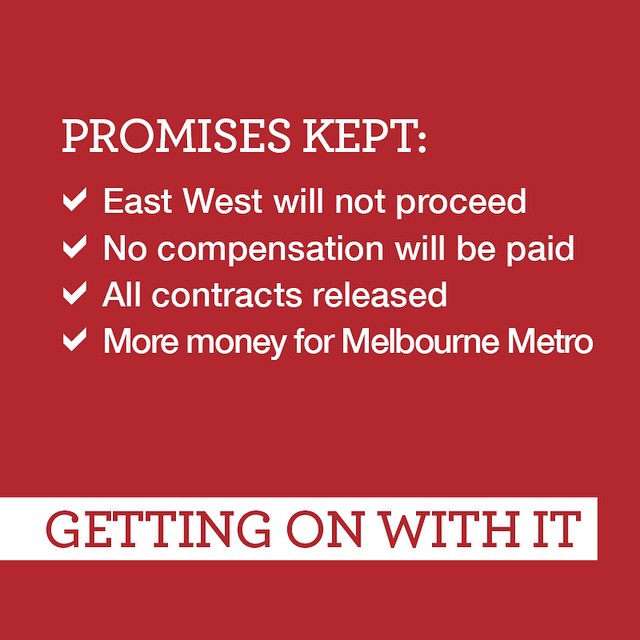 PROMISES KEPT:
East West will not proceed
No compensation will be paid
All contracts released
More money for Melbourne Metro
GETTING ON WITH IT